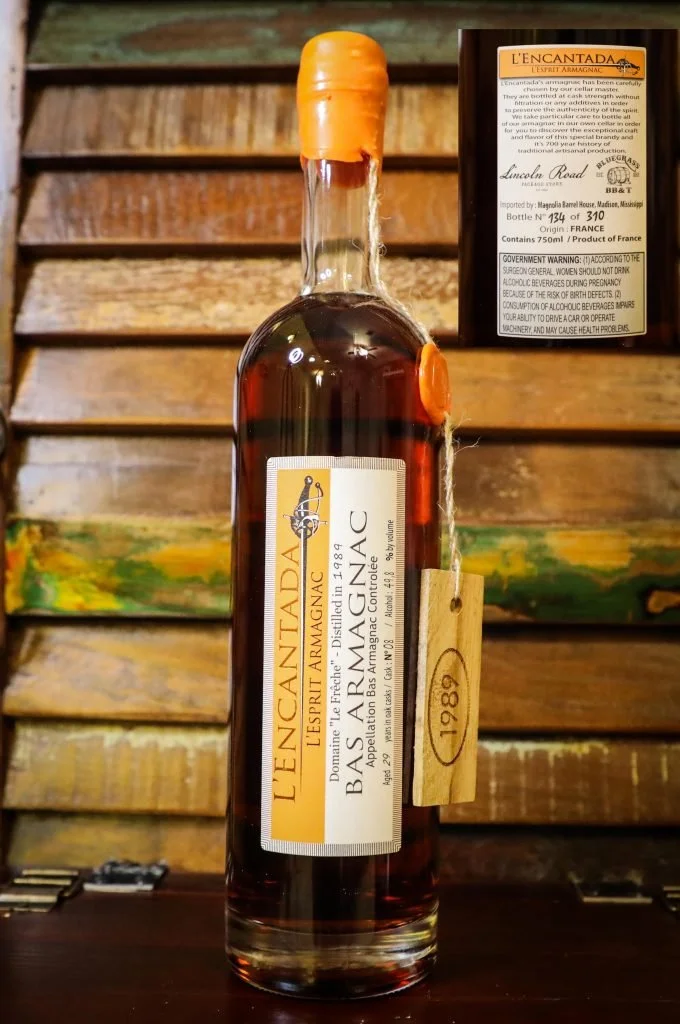 L'ENCANTADA
L'ESPRIT ARMAGNAC
Domaine "Le Frêche" - Distilled in 1989
BAS ARMAGNAC
Appellation Bas Armagnac Controlée
Aged 29 years in oak casks / Cask : N° 08 / Alcohol : 49,8 % by volume
1989
L'ENCANTADA
L'ESPRIT ARMAGNAC
L'Encantada's armagnac has been carefully
chosen by our cellar master.
They are bottled at cask strength without
filtration or any additives in order
to preserve the authenticity of the spirit.
We take particular care to bottle all
of our armagnac in our own cellar in order
for you to discover the exceptional craft
and flavor of this special brandy and
it's 700 year history of
traditional artisanal production.
Lincoln Road
PACKAGE STORE
BLUEGRASS
BB&T
Imported by : Magnolia Barrel House, Madison, Mississippi
Bottle N° 134 of 310
Origin : FRANCE
Contains 750ml / Product of France
GOVERNMENT WARNING: (1) ACCORDING TO THE
SURGEON GENERAL, WOMEN SHOULD NOT DRINK
ALCOHOLIC BEVERAGES DURING PREGNANCY
BECAUSE OF THE RISK OF BIRTH DEFECTS. (2)
CONSUMPTION OF ALCOHOLIC BEVERAGES IMPAIRS
YOUR ABILITY TO DRIVE A CAR OR OPERATE
MACHINERY, AND MAY CAUSE HEALTH PROBLEMS.